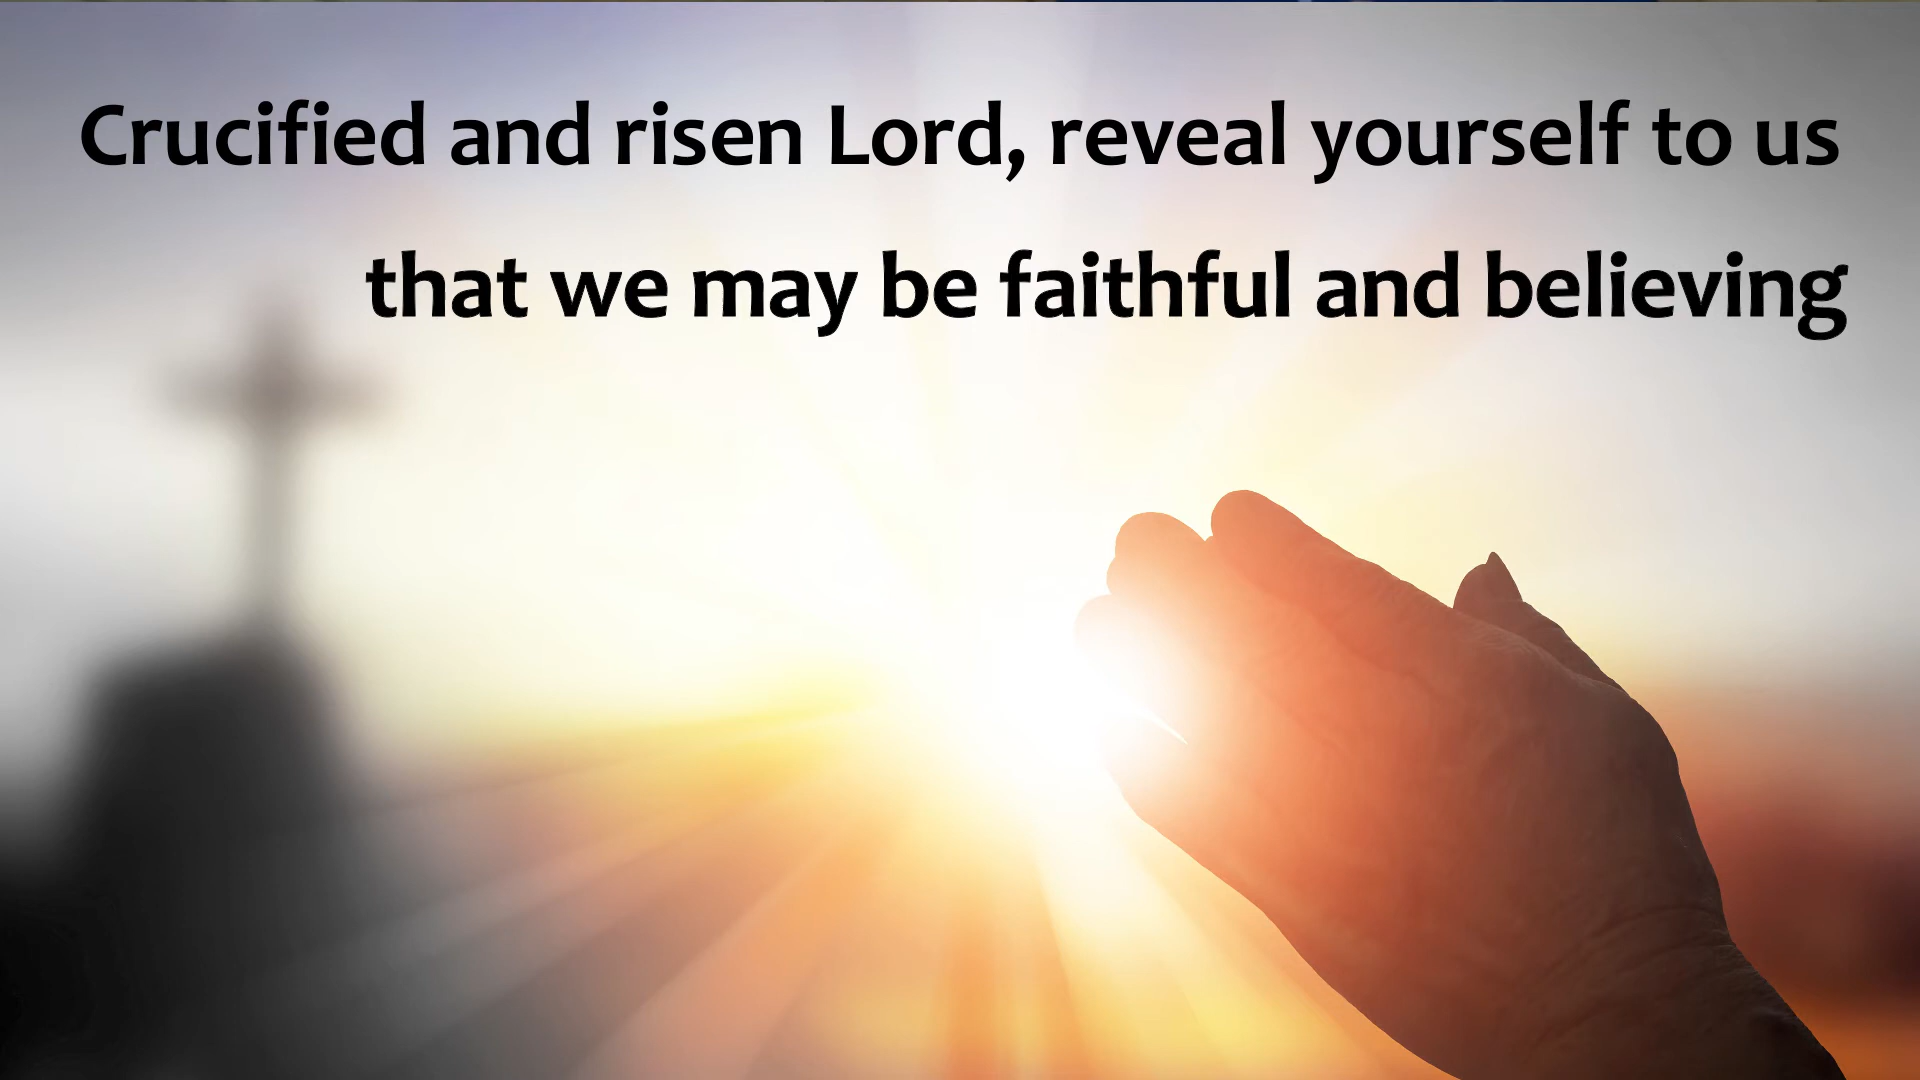 Crucified and risen Lord, reveal yourself to us
that we may be faithful and believing